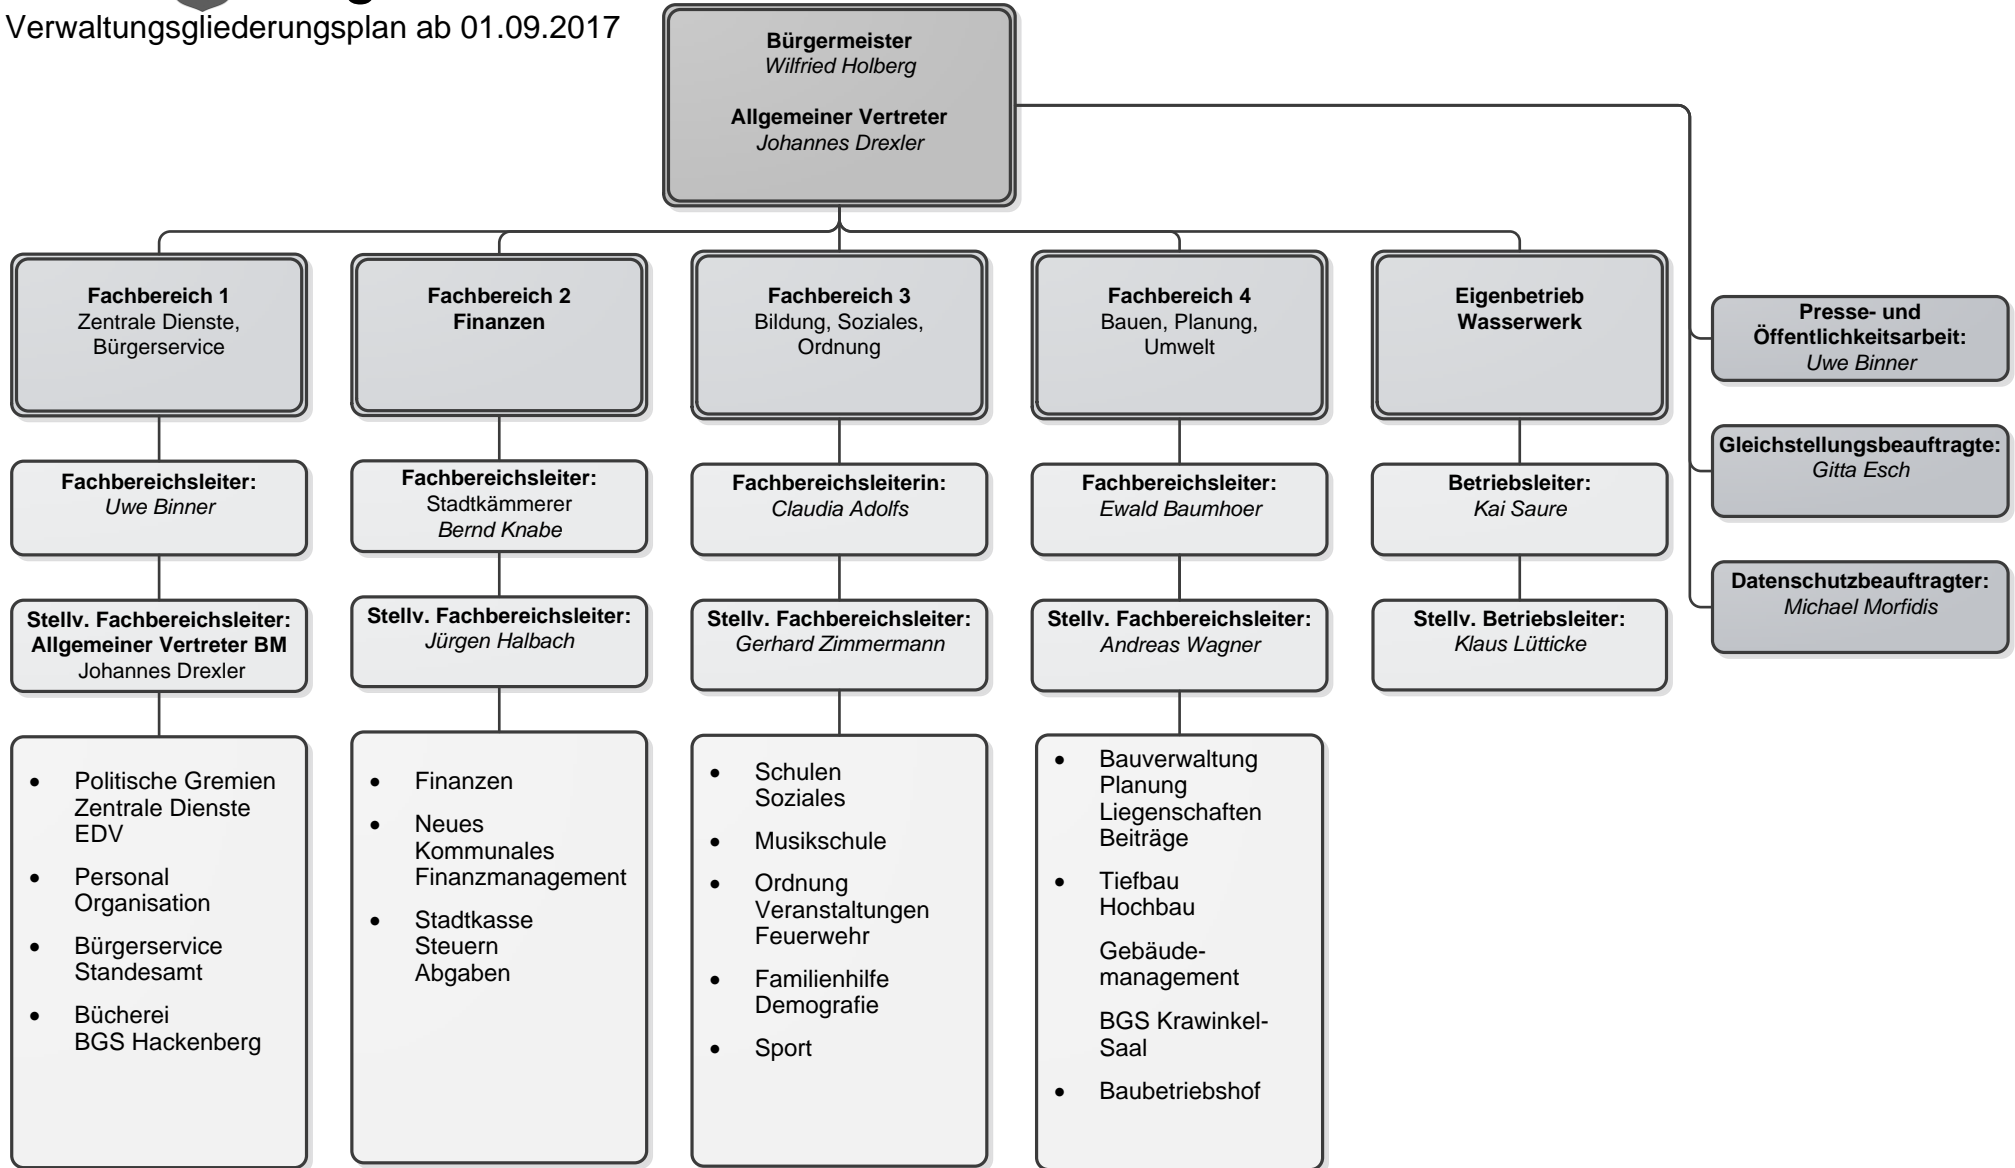 Verwaltungsgliederungsplan ab 01.09.2017
Bürgermeister
Wilfried Holberg
Allgemeiner Vertreter
Johannes Drexler
Fachbereich 1
Zentrale Dienste,
Bürgerservice
Fachbereich 2
Finanzen
Fachbereich 3
Bildung, Soziales,
Ordnung
Fachbereich 4
Bauen, Planung,
Umwelt
Eigenbetrieb
Wasserwerk
Presse- und
Öffentlichkeitsarbeit:
Uwe Binner
Gleichstellungsbeauftragte:
Gitta Esch
Datenschutzbeauftragter:
Michael Morfidis
Fachbereichsleiter:
Uwe Binner
Fachbereichsleiter:
Stadtkämmerer
Bernd Knabe
Fachbereichsleiterin:
Claudia Adolfs
Fachbereichsleiter:
Ewald Baumhoer
Betriebsleiter:
Kai Saure
Stellv. Fachbereichsleiter:
Allgemeiner Vertreter BM
Johannes Drexler
Stellv. Fachbereichsleiter:
Jürgen Halbach
Stellv. Fachbereichsleiter:
Gerhard Zimmermann
Stellv. Fachbereichsleiter:
Andreas Wagner
Stellv. Betriebsleiter:
Klaus Lütticke
• Politische Gremien
Zentrale Dienste
EDV
• Personal
Organisation
• Bürgerservice
Standesamt
• Bücherei
BGS Hackenberg
• Finanzen
• Neues
Kommunales
Finanzmanagement
• Stadtkasse
Steuern
Abgaben
• Schulen
Soziales
• Musikschule
• Ordnung
Veranstaltungen
Feuerwehr
• Familienhilfe
Demografie
• Sport
• Bauverwaltung
Planung
Liegenschaften
Beiträge
• Tiefbau
Hochbau
Gebäude-
management
BGS Krawinkel-
Saal
• Baubetriebshof